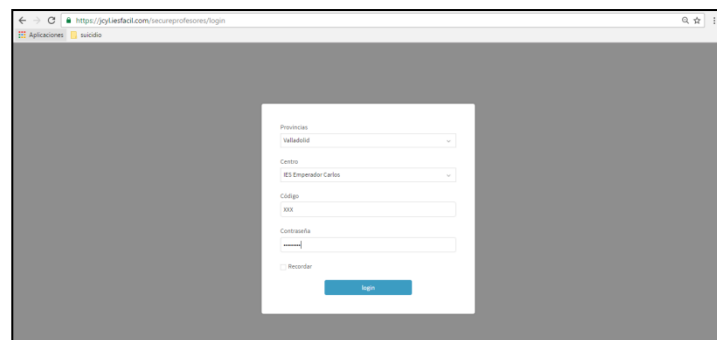 https://jcyl.iesfacil.com/secureprofesores/login
Aplicaciones suicidio
Provincias
Valladolid
Centro
IES Emperador Carlos
Código
XXX
Contraseña
••••••••
Recordar
login